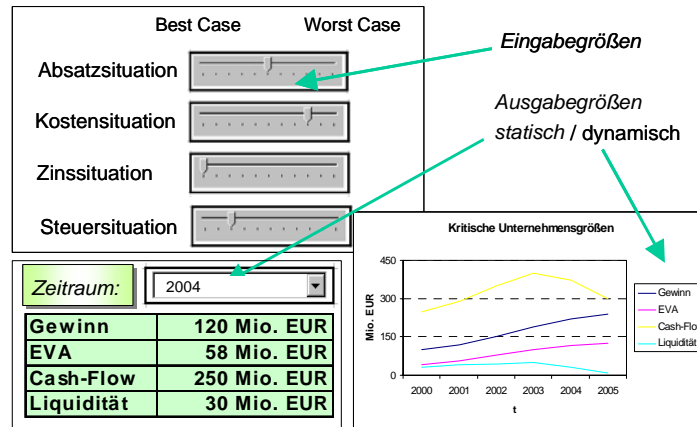 Best Case Worst Case
Absatzsituation
Kostensituation
Zinssituation
Steuersituation
Eingabegrößen
Ausgabegrößen
statisch / dynamisch
Zeitraum: 2004
Gewinn 120 Mio. EUR
EVA 58 Mio. EUR
Cash-Flow 250 Mio. EUR
Liquidität 30 Mio. EUR
Kritische Unternehmensgrößen
Mio. EUR
450
300
150
0
2000 2001 2002 2003 2004 2005
t
Gewinn
EVA
Cash-Flo
Liquidität